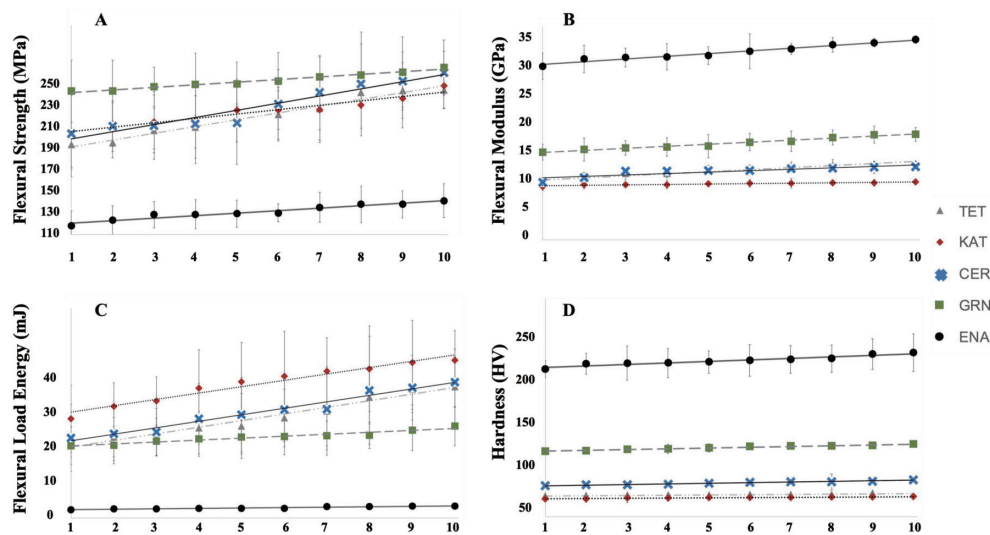 A
Flexural Strength (MPa)
250
230
210
190
170
150
130
110
1 2 3 4 5 6 7 8 9 10
B
Flexural Modulus (GPa)
35
30
25
20
15
10
5
0
1 2 3 4 5 6 7 8 9 10
C
Flexural Load Energy (mJ)
40
30
20
10
0
1 2 3 4 5 6 7 8 9 10
D
Hardness (HV)
250
200
150
100
50
1 2 3 4 5 6 7 8 9 10
TET
KAT
CER
GRN
ENA